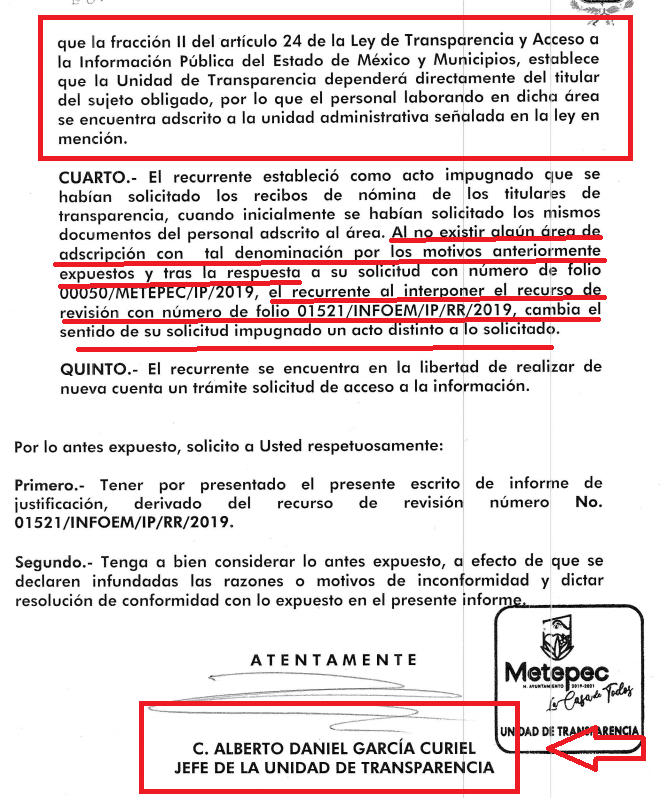 que la fracción II del artículo 24 de la Ley de Transparencia y Acceso a
la Información Pública del Estado de México y Municipios, establece
que la Unidad de Transparencia dependerá directamente del titular
del sujeto obligado, por lo que el personal laborando en dicha área
se encuentra adscrito a la unidad administrativa señalada en la ley en
mención.
CUARTO.- El recurrente estableció como acto impugnado que se
habían solicitado los recibos de nómina de los titulares de
transparencia, cuando inicialmente se habían solicitado los mismos
documentos del personal adscrito al área. Al no existir algún área de
adscripción con tal denominación por los motivos anteriormente
expuestos y tras la respuesta a su solicitud con número de folio
00050/METEPEC/IP/2019, el recurrente al interponer el recurso de
revisión con número de folio 01521/INFOEM/IP/RR/2019, cambia el
sentido de su solicitud impugnado un acto distinto a lo solicitado.
QUINTO.- El recurrente se encuentra en la libertad de realizar de
nueva cuenta un trámite solicitud de acceso a la información.
Por lo antes expuesto, solicito a Usted respetuosamente:
Primero.- Tener por presentado el presente escrito de informe de
justificación, derivado del recurso de revisión número No.
01521/INFOEM/IP/RR/2019.
Segundo.- Tenga a bien considerar lo antes expuesto, a efecto de que se
declaren infundadas las razones o motivos de inconformidad y dictar
resolución de conformidad con lo expuesto en el presente informe.
ATENTAMENTE
Metepec
H. AYUNTAMIENTO 2019-2021
La Casa de Todos
UNIDAD DE TRANSPARENCIA
C. ALBERTO DANIEL GARCÍA CURIEL
JEFE DE LA UNIDAD DE TRANSPARENCIA